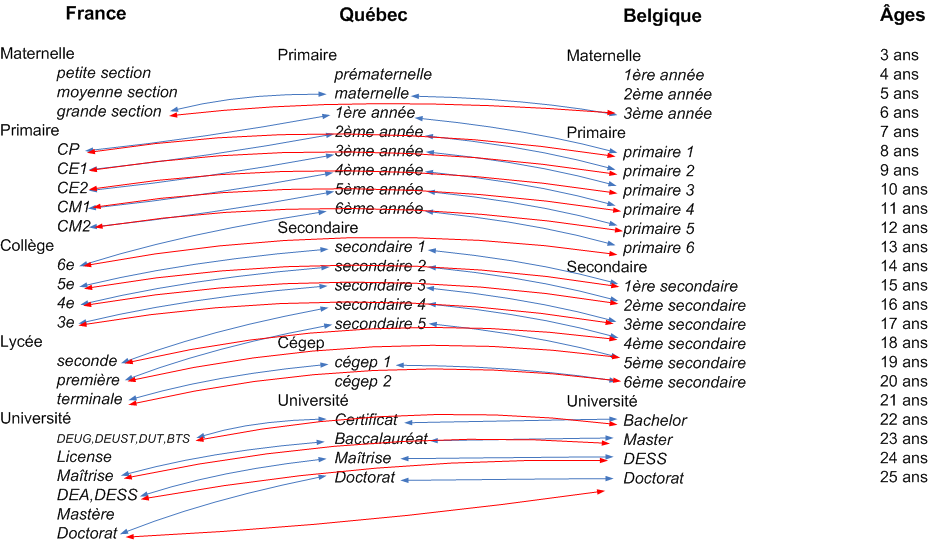 France
Maternelle
petite section
moyenne section
grande section
Primaire
CP
CE1
CE2
CM1
CM2
Collège
6e
5e
4e
3e
Lycée
seconde
première
terminale
Université
DEUG,DEUST,DUT,BTS
License
Maîtrise
DEA,DESS
Mastère
Doctorat
Québec
Primaire
prématernelle
maternelle
1ère année
2ème année
3ème année
4ème année
5ème année
6ème année
Secondaire
secondaire 1
secondaire 2
secondaire 3
secondaire 4
secondaire 5
Cégep
cégep 1
cégep 2
Université
Certificat
Baccalauréat
Maîtrise
Doctorat
Belgique
Maternelle
1ère année
2ème année
3ème année
Primaire
primaire 1
primaire 2
primaire 3
primaire 4
primaire 5
primaire 6
Secondaire
1ère secondaire
2ème secondaire
3ème secondaire
4ème secondaire
5ème secondaire
6ème secondaire
Université
Bachelor
Master
DESS
Doctorat
Âges
3 ans
4 ans
5 ans
6 ans
7 ans
8 ans
9 ans
10 ans
11 ans
12 ans
13 ans
14 ans
15 ans
16 ans
17 ans
18 ans
19 ans
20 ans
21 ans
22 ans
23 ans
24 ans
25 ans